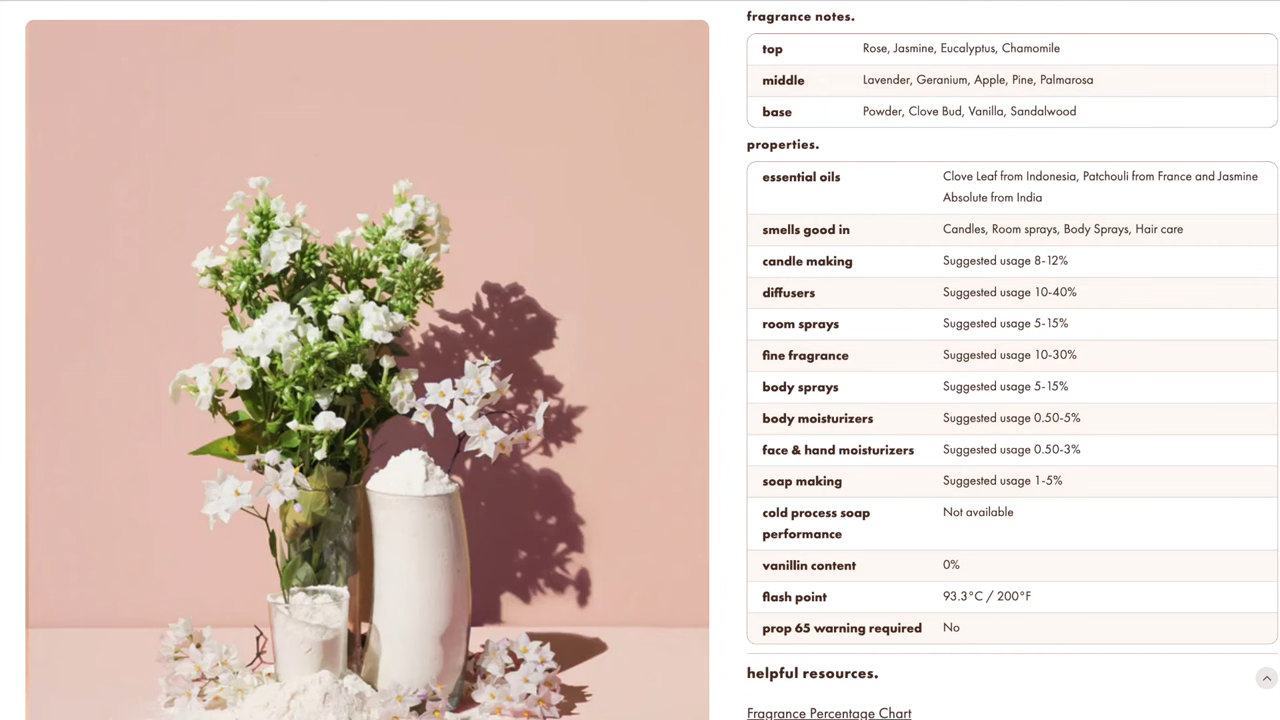 fragrance notes.
top Rose, Jasmine, Eucalyptus, Chamomile
middle Lavender, Geranium, Apple, Pine, Palmarosa
base Powder, Clove Bud, Vanilla, Sandalwood
properties.
essential oils Clove Leaf from Indonesia, Patchouli from France and Jasmine
Absolute from India
smells good in Candles, Room sprays, Body Sprays, Hair care
candle making Suggested usage 8-12%
diffusers Suggested usage 10-40%
room sprays Suggested usage 5-15%
fine fragrance Suggested usage 10-30%
body sprays Suggested usage 5-15%
body moisturizers Suggested usage 0.50-5%
face & hand moisturizers Suggested usage 0.50-3%
soap making Suggested usage 1-5%
cold process soap Not available
performance
vanillin content 0%
flash point 93.3°C / 200°F
prop 65 warning required No
helpful resources.
Fragrance Percentage Chart